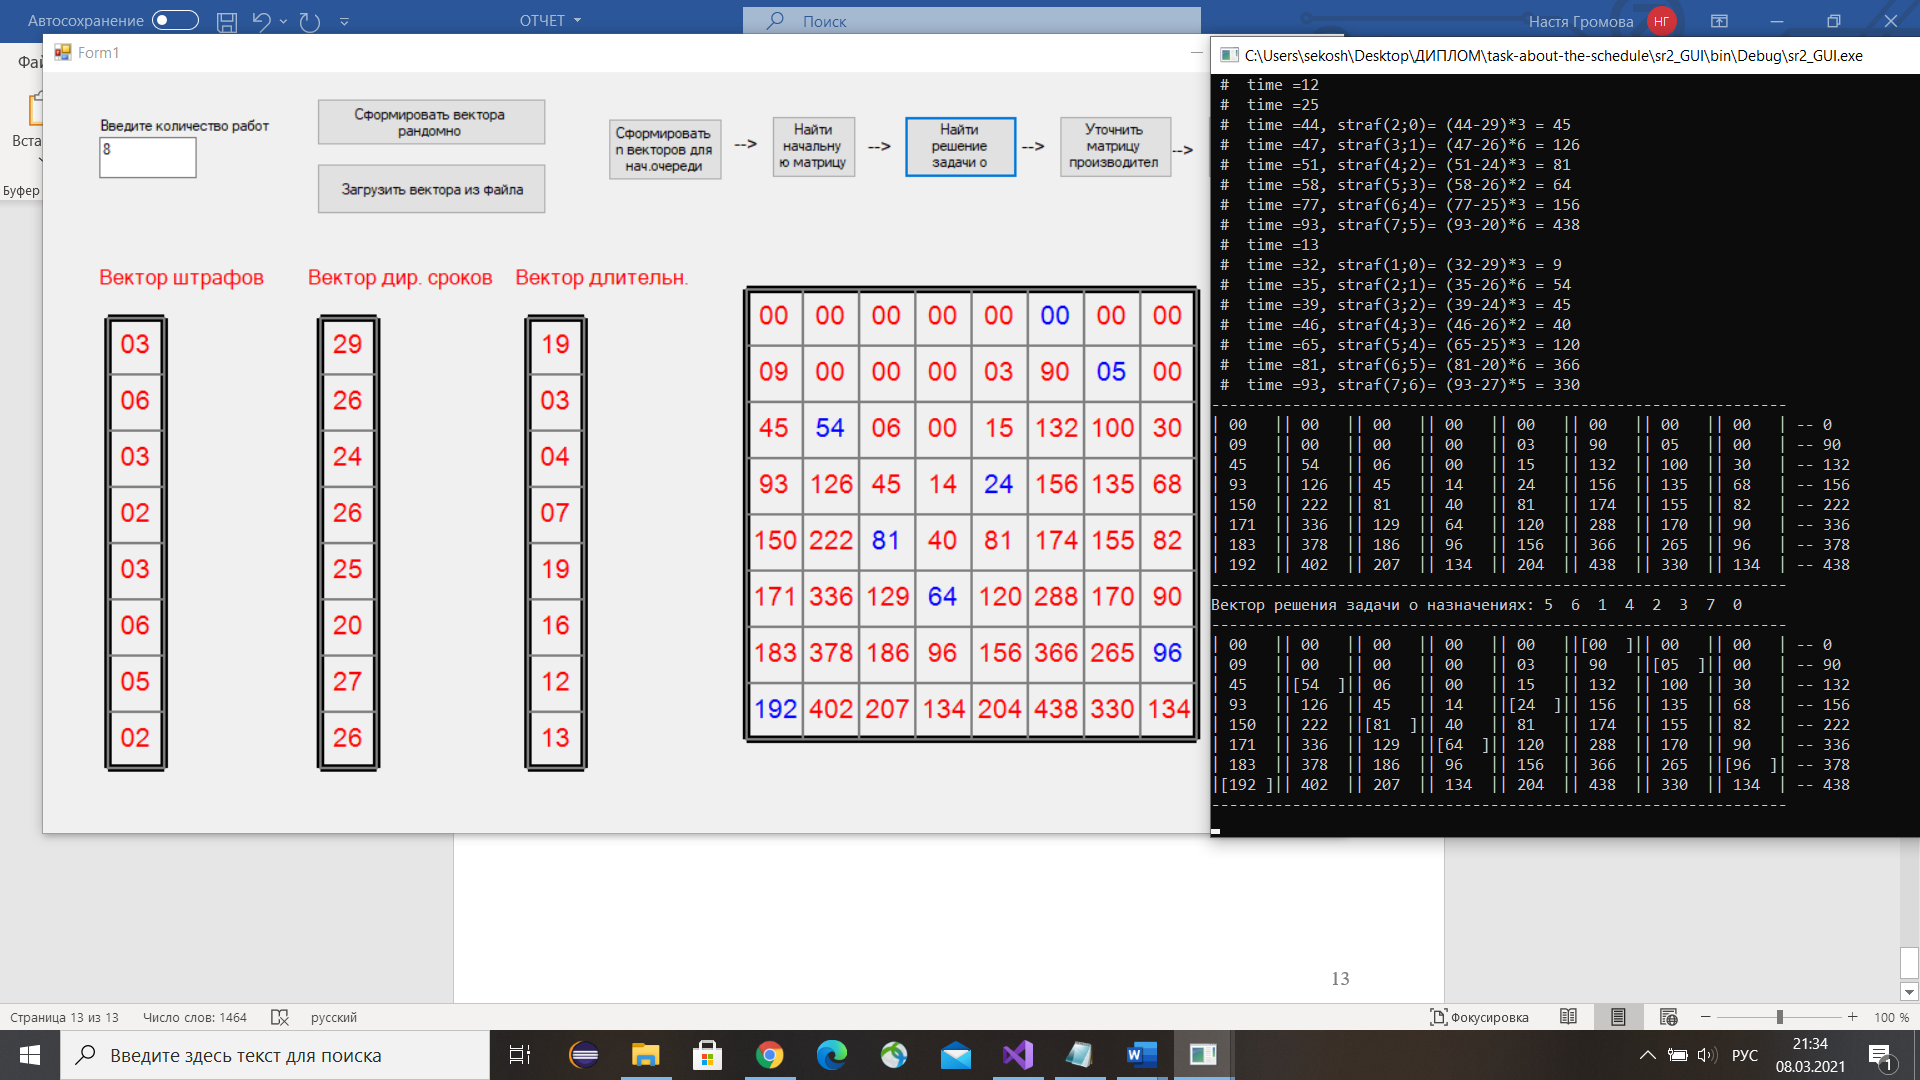 Автосохранение
ОТЧЕТ
Поиск
Настя Громова
НГ
Фай
Вста
Буфер
Form1
Введите количество работ
8
Сформировать вектора
рандомно
Загрузить вектора из файла
Сформировать
n векторов для
нач.очереди
-->
Найти
начальну
ю матрицу
-->
Найти
решение
задачи о
-->
Уточнить
матрицу
производител
-->
Вектор штрафов
Вектор дир. сроков
Вектор длительн.
03 29 19
06 26 03
03 24 04
02 26 07
03 25 19
06 20 16
05 27 12
02 26 13
00 00 00 00 00 00 00 00
09 00 00 00 03 90 05 00
45 54 06 00 15 132 100 30
93 126 45 14 24 156 135 68
150 222 81 40 81 174 155 82
171 336 129 64 120 288 170 90
183 378 186 96 156 366 265 96
192 402 207 134 204 438 330 134
C:\Users\sekosh\Desktop\ДИПЛОМ\task-about-the-schedule\sr2_GUI\bin\Debug\sr2_GUI.exe
# time =12
# time =25
# time =44, straf(2;0)= (44-29)*3 = 45
# time =47, straf(3;1)= (47-26)*6 = 126
# time =51, straf(4;2)= (51-24)*3 = 81
# time =58, straf(5;3)= (58-26)*2 = 64
# time =77, straf(6;4)= (77-25)*3 = 156
# time =93, straf(7;5)= (93-20)*6 = 438
# time =13
# time =32, straf(1;0)= (32-29)*3 = 9
# time =35, straf(2;1)= (35-26)*6 = 54
# time =39, straf(3;2)= (39-24)*3 = 45
# time =46, straf(4;3)= (46-26)*2 = 40
# time =65, straf(5;4)= (65-25)*3 = 120
# time =81, straf(6;5)= (81-20)*6 = 366
# time =93, straf(7;6)= (93-27)*5 = 330
----------------------------------------------------------------
| 00 || 00 || 00 || 00 || 00 || 00 || 00 || 00 | -- 0
| 09 || 00 || 00 || 00 || 03 || 90 || 05 || 00 | -- 90
| 45 || 54 || 06 || 00 || 15 || 132 || 100 || 30 | -- 132
| 93 || 126 || 45 || 14 || 24 || 156 || 135 || 68 | -- 156
| 150 || 222 || 81 || 40 || 81 || 174 || 155 || 82 | -- 222
| 171 || 336 || 129 || 64 || 120 || 288 || 170 || 90 | -- 336
| 183 || 378 || 186 || 96 || 156 || 366 || 265 || 96 | -- 378
| 192 || 402 || 207 || 134 || 204 || 438 || 330 || 134 | -- 438
----------------------------------------------------------------
Вектор решения задачи о назначениях: 5 6 1 4 2 3 7 0
----------------------------------------------------------------
| 00 || 00 || 00 || 00 || 00 ||[00 ]|| 00 || 00 | -- 0
| 09 || 00 || 00 || 00 || 03 || 90 ||[05 ]|| 00 | -- 90
| 45 ||[54 ]|| 06 || 00 || 15 || 132 || 100 || 30 | -- 132
| 93 || 126 || 45 || 14 ||[24 ]|| 156 || 135 || 68 | -- 156
| 150 || 222 ||[81 ]|| 40 || 81 || 174 || 155 || 82 | -- 222
| 171 || 336 || 129 ||[64 ]|| 120 || 288 || 170 || 90 | -- 336
| 183 || 378 || 186 || 96 || 156 || 366 || 265 ||[96 ]| -- 378
|[192 ]|| 402 || 207 || 134 || 204 || 438 || 330 || 134 | -- 438
----------------------------------------------------------------
13
Страница 13 из 13
Число слов: 1464
русский
Фокусировка
100 %
Введите здесь текст для поиска
РУС
21:34
08.03.2021
1